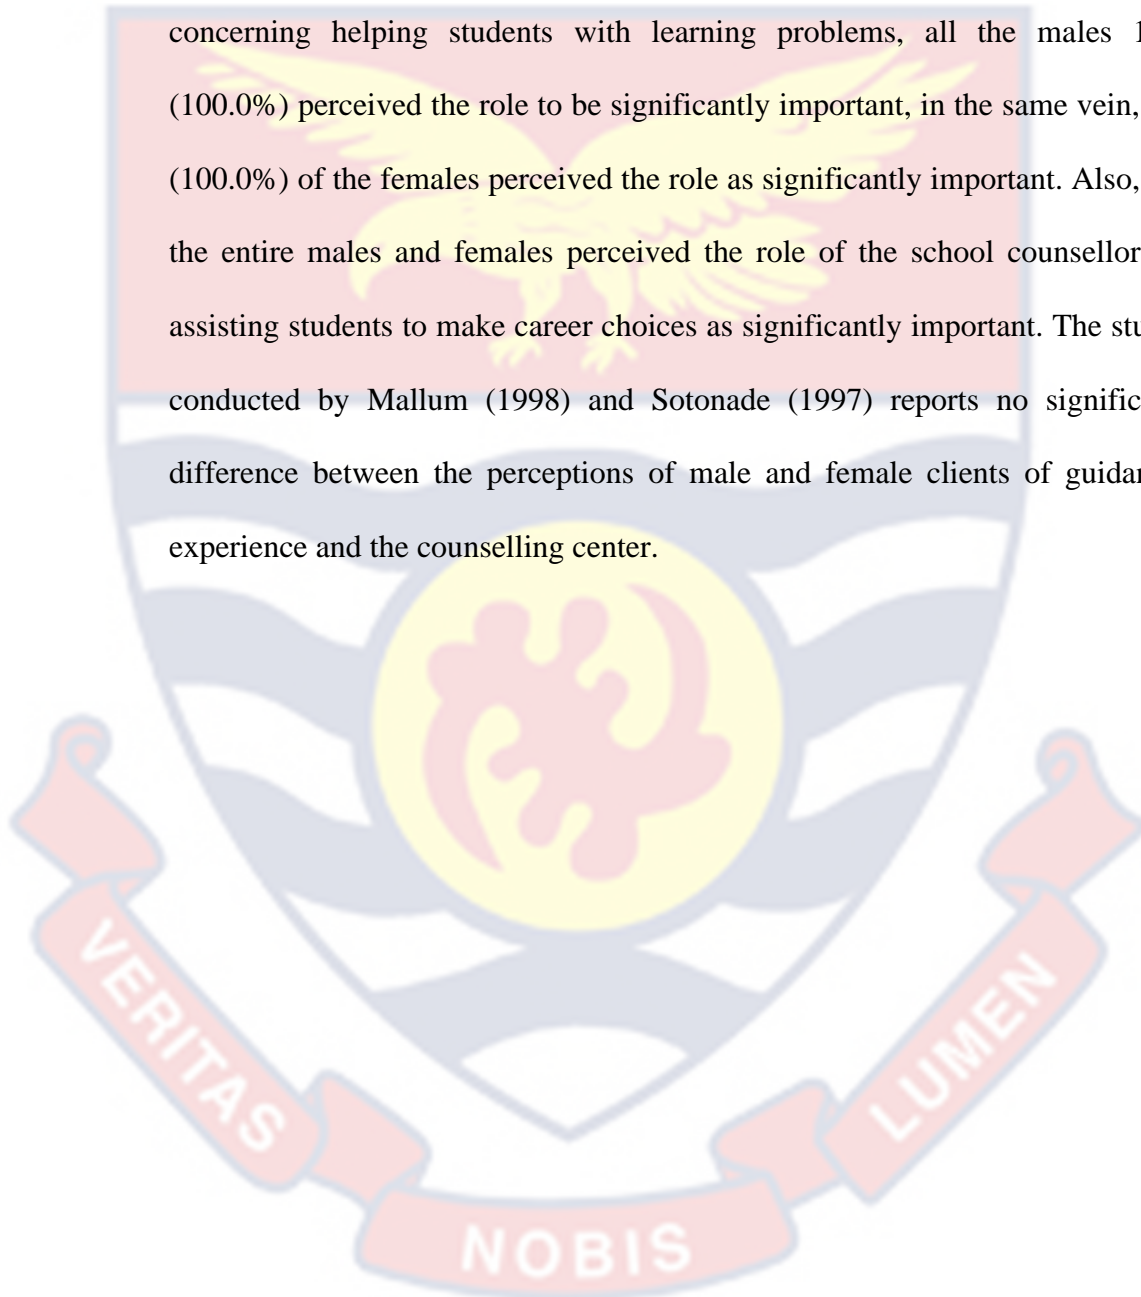 concerning helping students with learning problems, all the males
(100.0%) perceived the role to be significantly important, in the same vein,
(100.0%) of the females perceived the role as significantly important. Also,
the entire males and females perceived the role of the school counsellor
assisting students to make career choices as significantly important. The
conducted by Mallum (1998) and Sotonade (1997) reports no
difference between the perceptions of male and female clients of
experience and the counselling center.
VERITAS
NOBIS
LUMEN